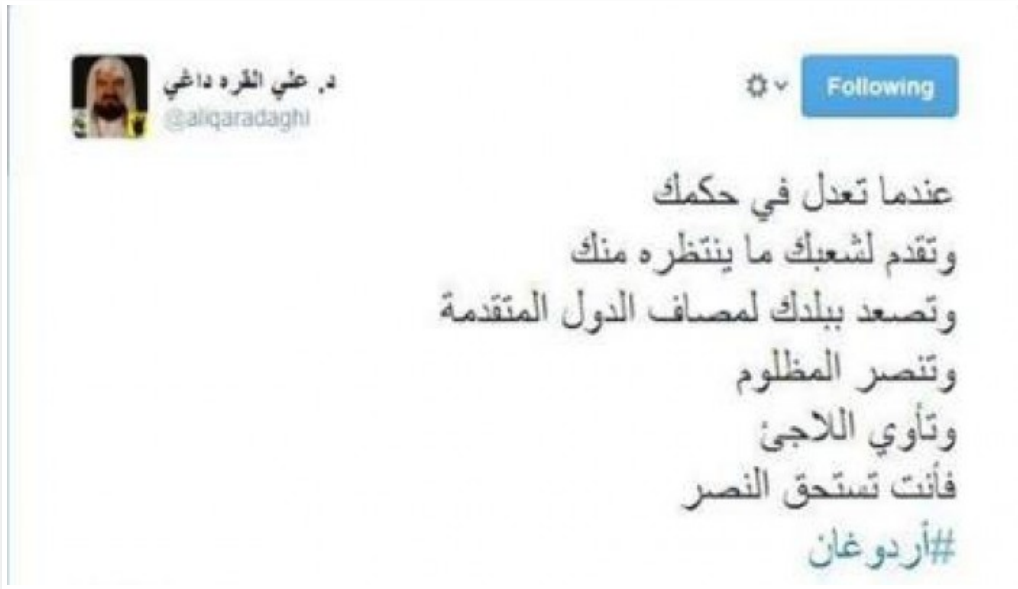 د. علي القره داغي
@aliqaradaghi
Following
عندما تعدل في حكمك
وتقدم لشعبك ما ينتظره منك
وتصعد ببلدك لمصاف الدول المتقدمة
وتنصر المظلوم
وتأوي اللاجئ
فأنت تستحق النصر
#أردوغان